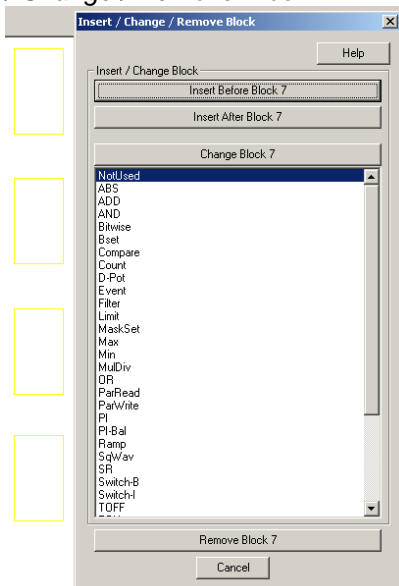 Insert / Change / Remove Block
Help
Insert / Change Block
Insert Before Block 7
Insert After Block 7
Change Block 7
NotUsed
ABS
ADD
AND
Bitwise
Bset
Compare
Count
D-Pot
Event
Filter
Limit
MaskSet
Max
Min
MulDiv
OR
ParRead
ParWrite
PI
PI-Bal
Ramp
SqWav
SR
Switch-B
Switch-I
TOFF
Remove Block 7
Cancel